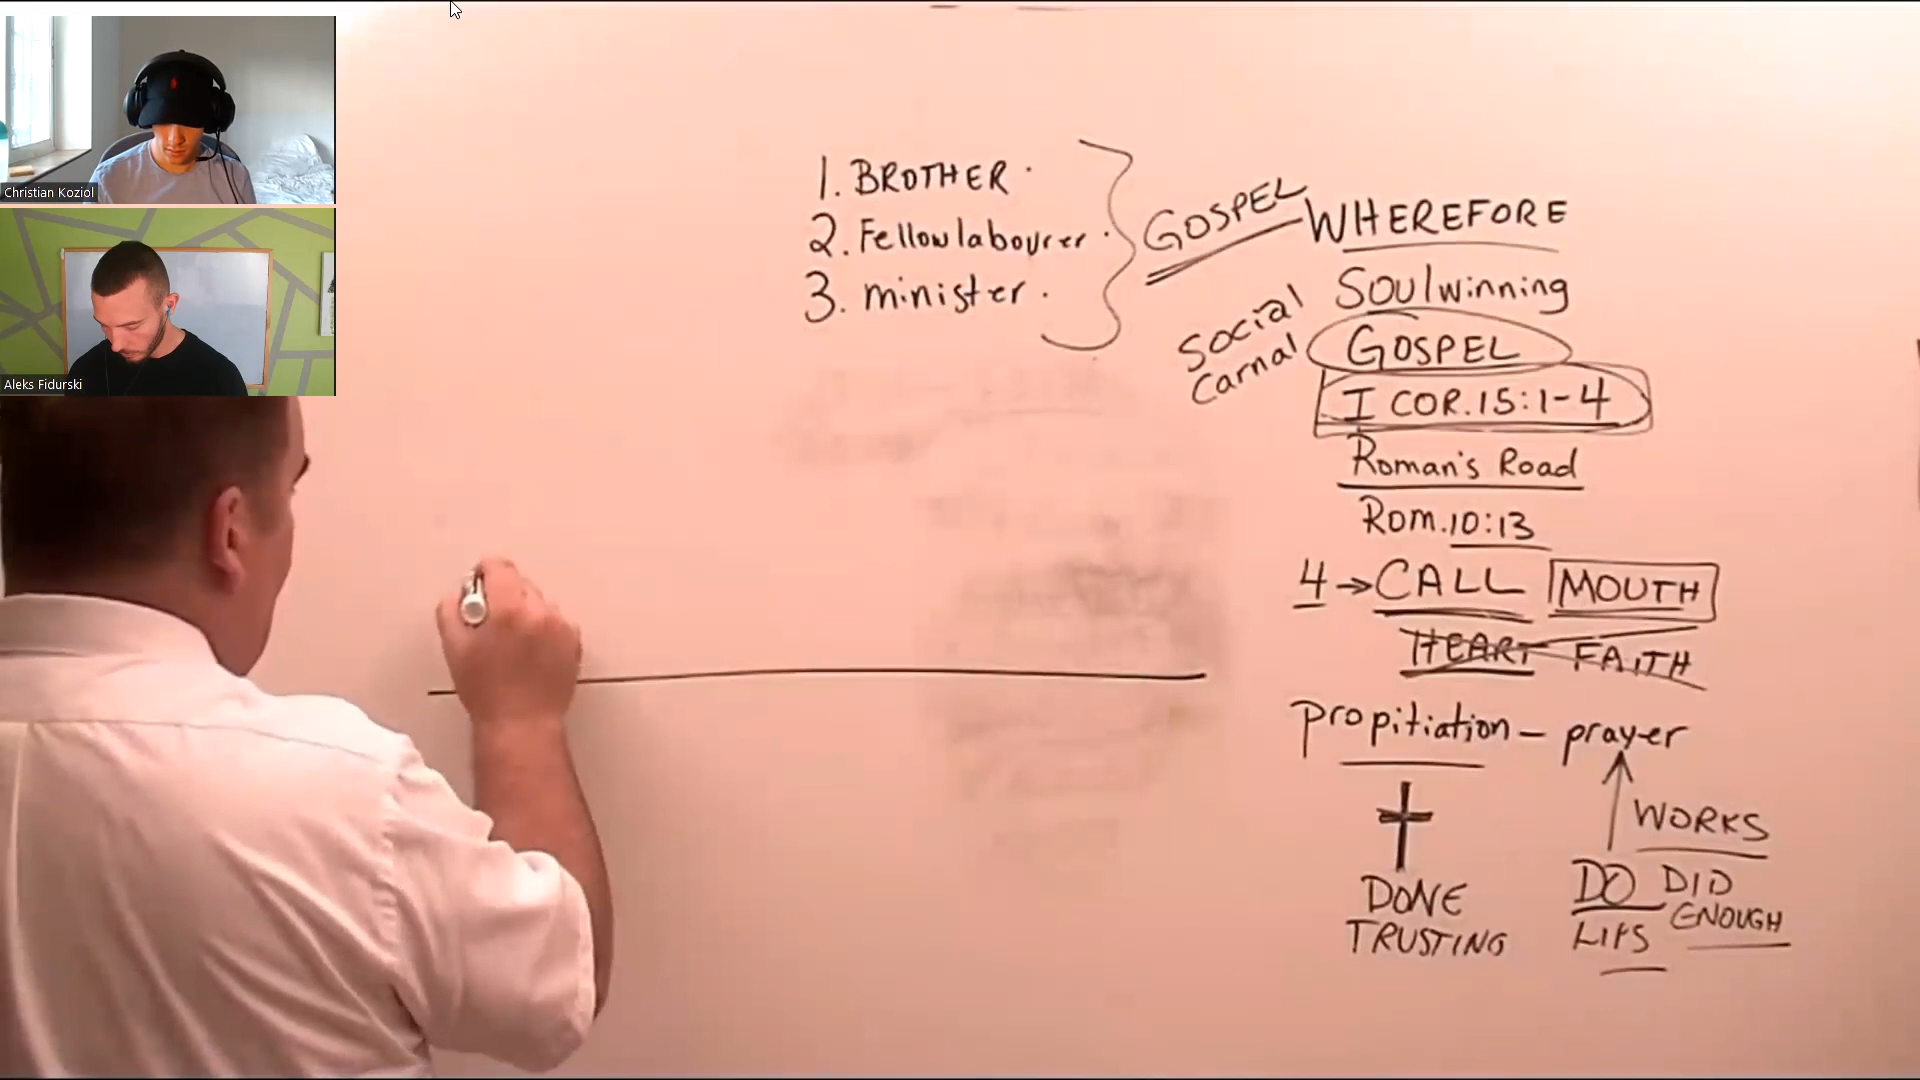 Christian Koziol
Aleks Fidurski
1. BROTHER.
2. Fellowlabourer.
3. minister.
GOSPEL
WHEREFORE
Soulwinning
Social
Carnal
GOSPEL
I COR.15:1-4
Roman's Road
Rom.10:13
4 → CALL MOUTH
HEART FAITH
propitiation - prayer
WORKS
DONE
TRUSTING
DO DID
ENOUGH
LIPS